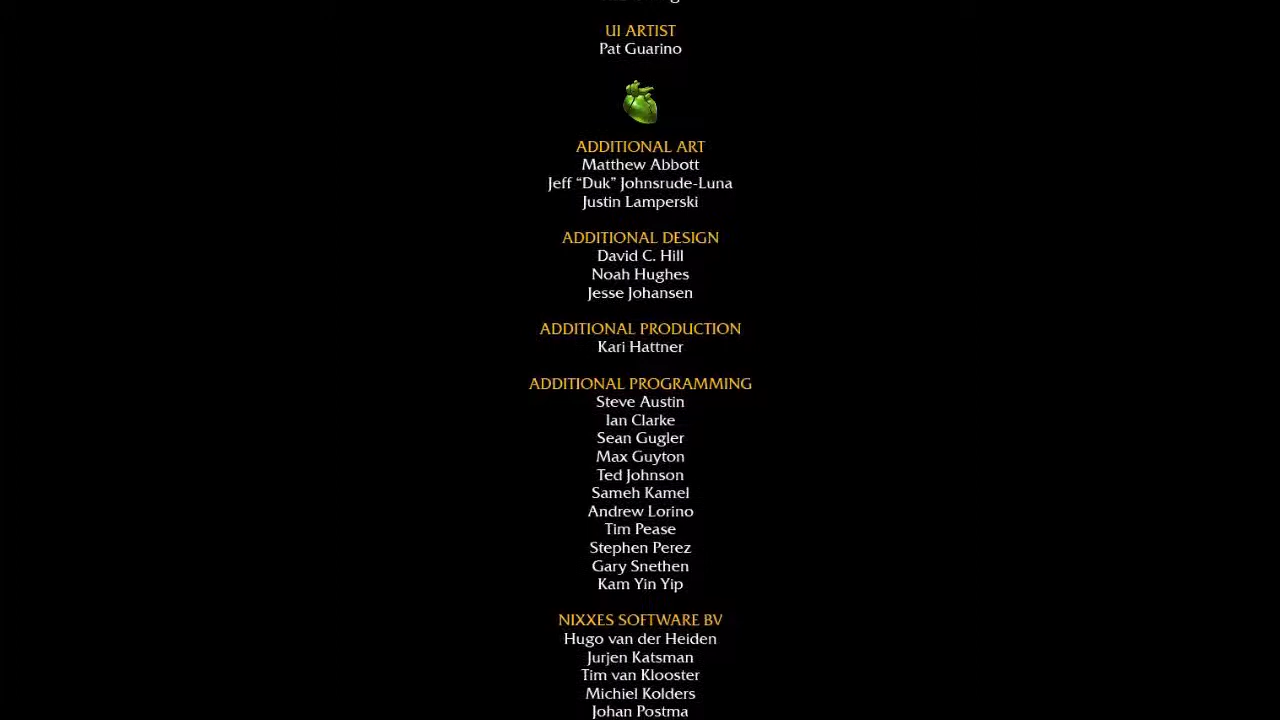 UI ARTIST
Pat Guarino
ADDITIONAL ART
Matthew Abbott
Jeff “Duk” Johnsrude-Luna
Justin Lamperski
ADDITIONAL DESIGN
David C. Hill
Noah Hughes
Jesse Johansen
ADDITIONAL PRODUCTION
Kari Hattner
ADDITIONAL PROGRAMMING
Steve Austin
Ian Clarke
Sean Gugler
Max Guyton
Ted Johnson
Sameh Kamel
Andrew Lorino
Tim Pease
Stephen Perez
Gary Snethen
Kam Yin Yip
NIXXES SOFTWARE BV
Hugo van der Heiden
Jurjen Katsman
Tim van Klooster
Michiel Kolders
Johan Postma